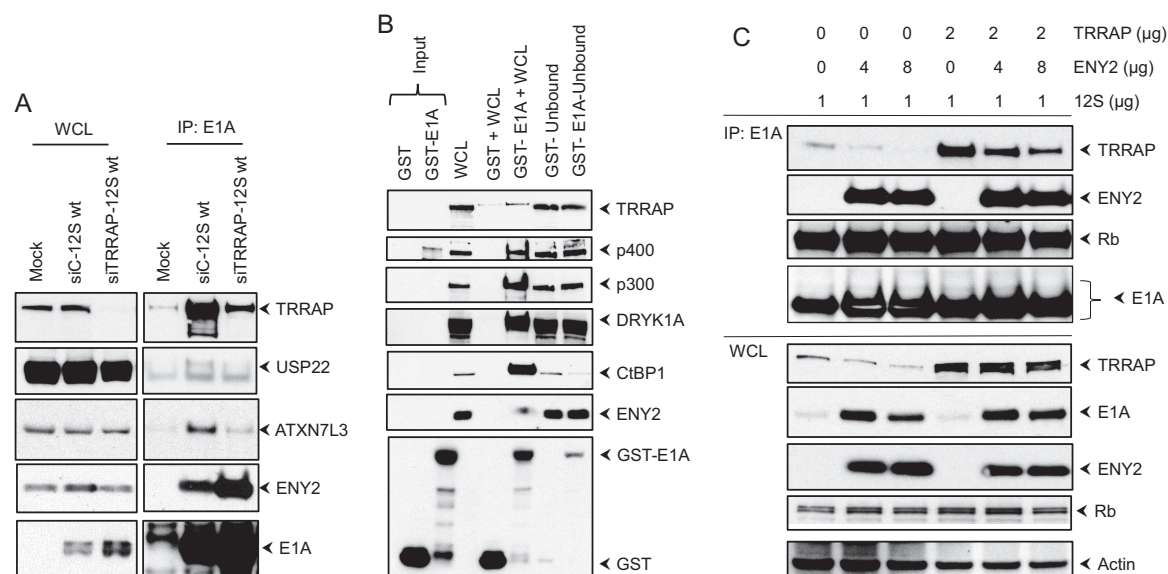 A
WCL
IP: E1A
Mock
siC-12S wt
siTRRAP-12S wt
Mock
siC-12S wt
siTRRAP-12S wt
TRRAP
USP22
ATXN7L3
ENY2
E1A
B
Input
GST
GST-E1A
WCL
GST + WCL
GST- E1A + WCL
GST- Unbound
GST- E1A-Unbound
TRRAP
p400
p300
DRYK1A
CtBP1
ENY2
GST-E1A
GST
C
0 0 0 2 2 2 TRRAP (µg)
0 4 8 0 4 8 ENY2 (µg)
1 1 1 1 1 1 12S (µg)
IP: E1A
TRRAP
ENY2
Rb
E1A
WCL
TRRAP
E1A
ENY2
Rb
Actin